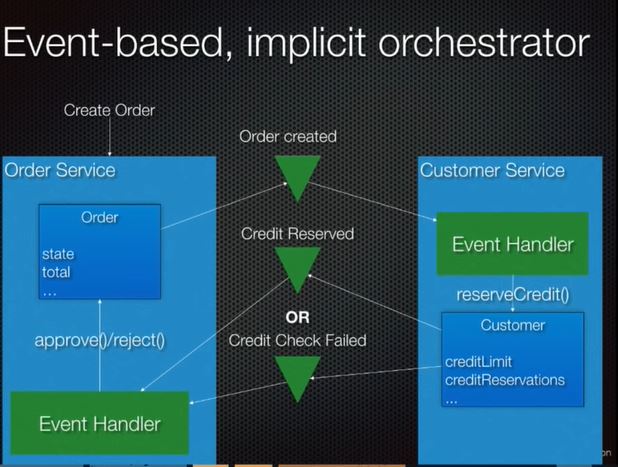 Event-based, implicit orchestrator
Create Order
Order created
Order Service
Customer Service
Order
state
total
...
Event Handler
Credit Reserved
reserveCredit()
OR
Credit Check Failed
Customer
creditLimit
creditReservations
...
approve()/reject()
Event Handler